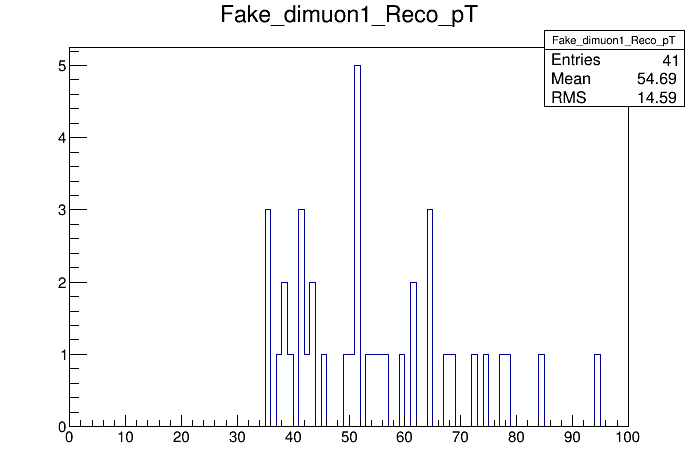 Fake_dimuon1_Reco_pT
Fake_dimuon1_Reco_pT
Entries 41
Mean 54.69
RMS 14.59
5
4
3
2
1
0
0 10 20 30 40 50 60 70 80 90 100